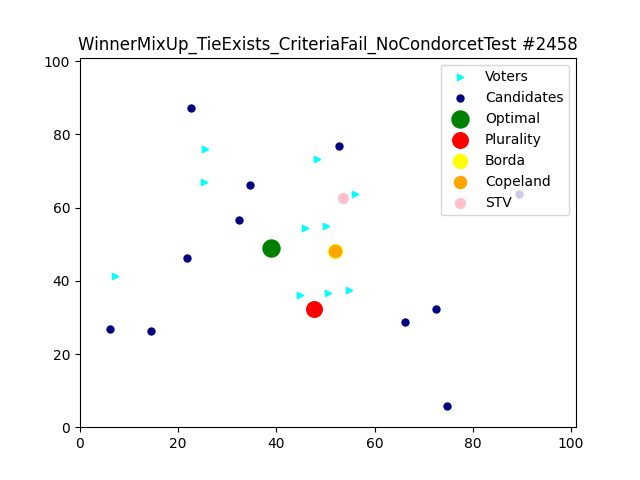 WinnerMixUp_TieExists_CriteriaFail_NoCondorcetTest #2458
100
80
60
40
20
0
0 20 40 60 80 100
Voters
Candidates
Optimal
Plurality
Borda
Copeland
STV